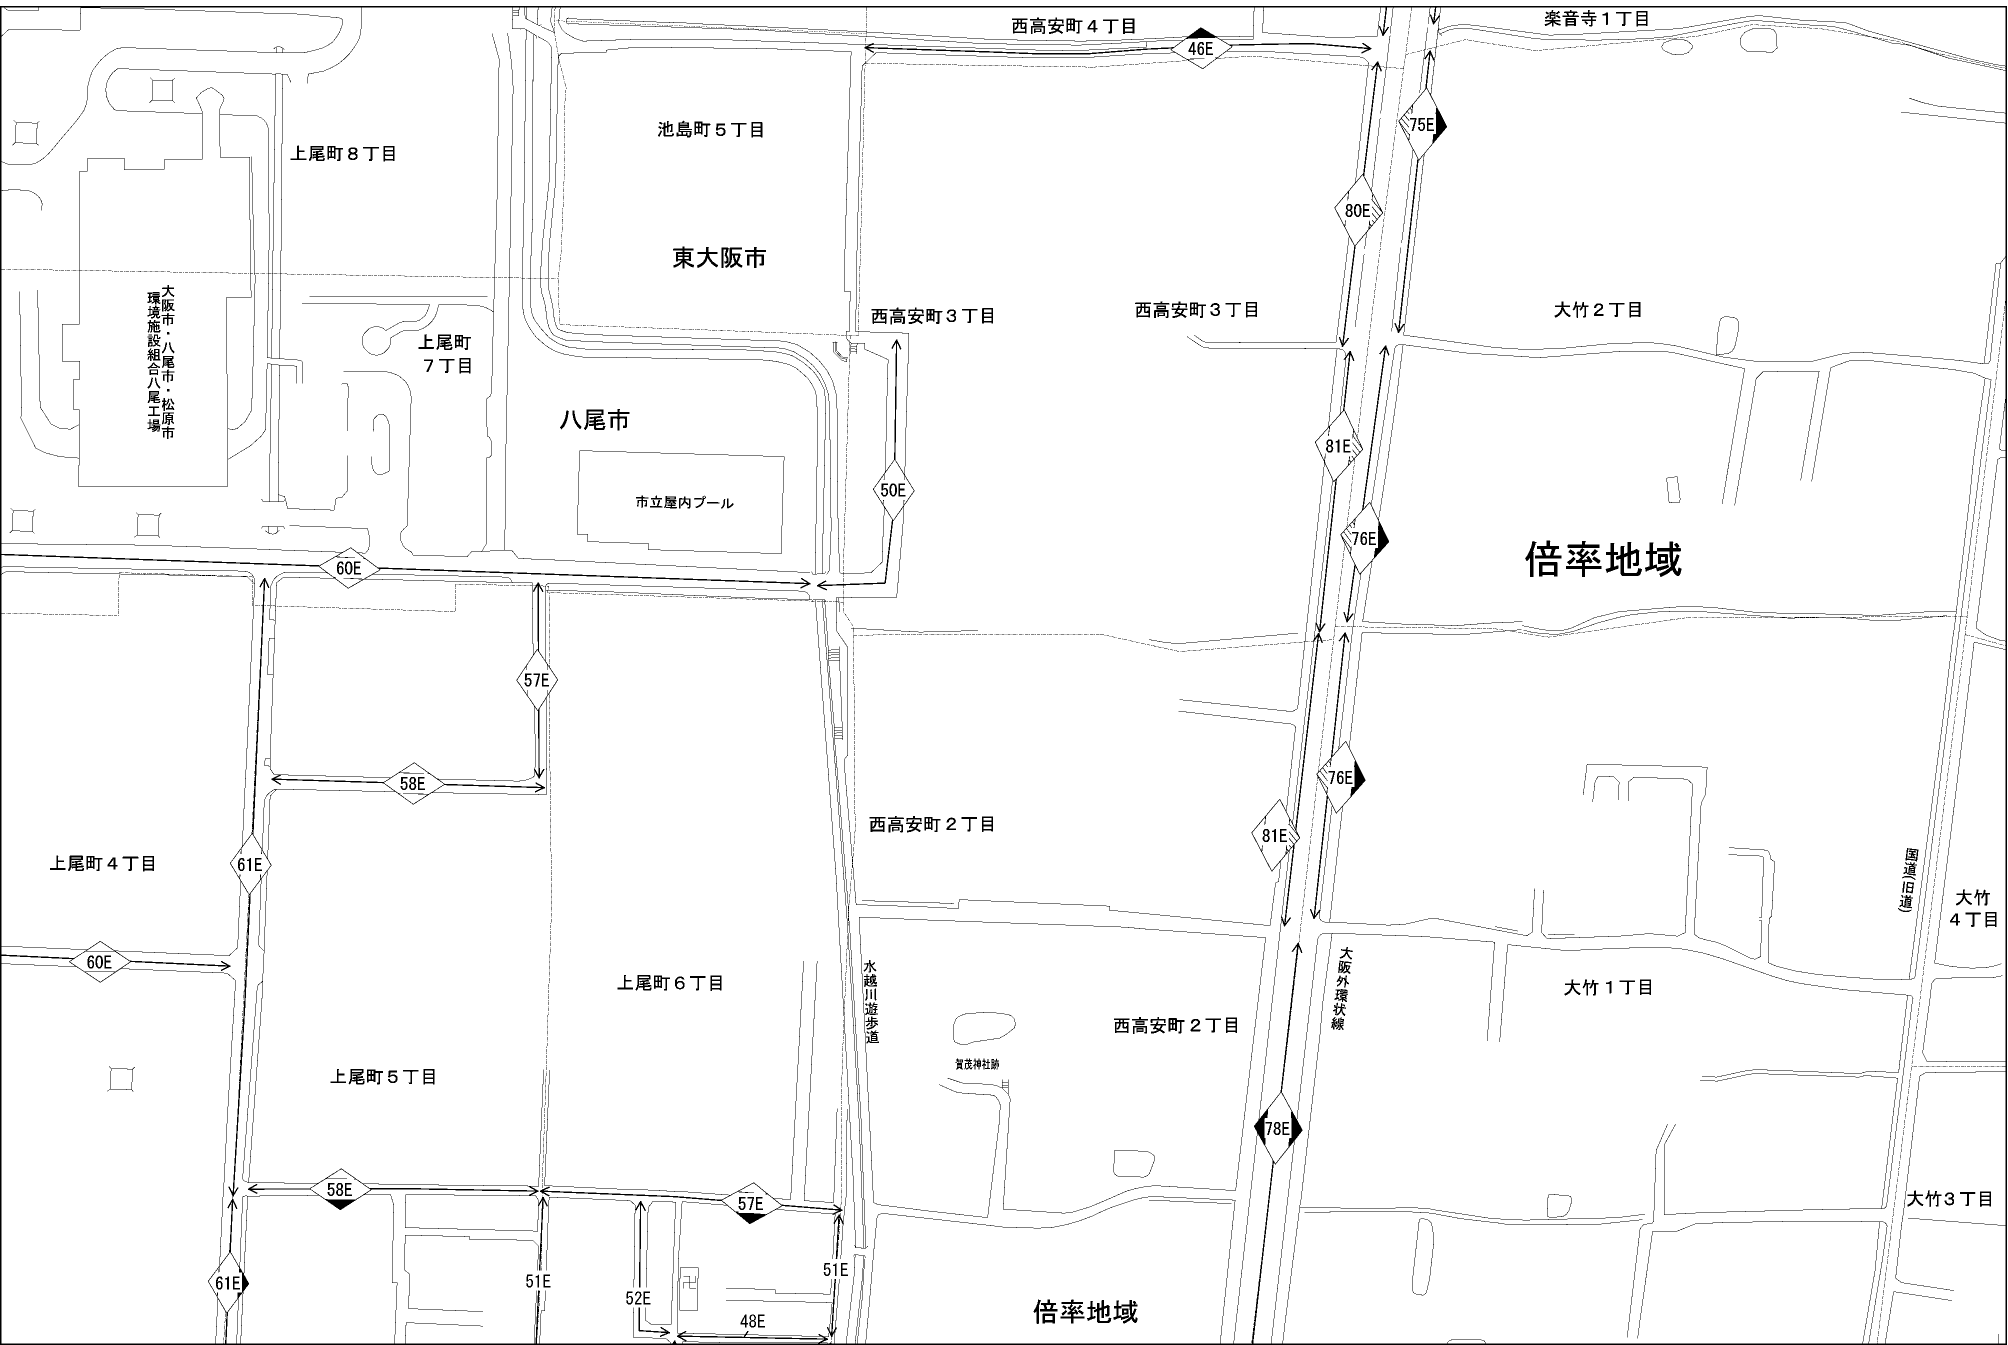 西高安町４丁目
楽音寺１丁目
46E
75E
池島町５丁目
上尾町８丁目
80E
東大阪市
西高安町３丁目
西高安町３丁目
大竹２丁目
大阪市・八尾市・松原市
環境施設組合八尾工場
上尾町
７丁目
八尾市
81E
50E
市立屋内プール
76E
倍率地域
60E
57E
58E
76E
西高安町２丁目
81E
上尾町４丁目
61E
国道(旧道)
大竹
４丁目
60E
上尾町６丁目
水越川遊歩道
大阪外環状線
大竹１丁目
西高安町２丁目
賀茂神社跡
上尾町５丁目
78E
58E
57E
大竹３丁目
61E
51E
52E
51E
48E
倍率地域